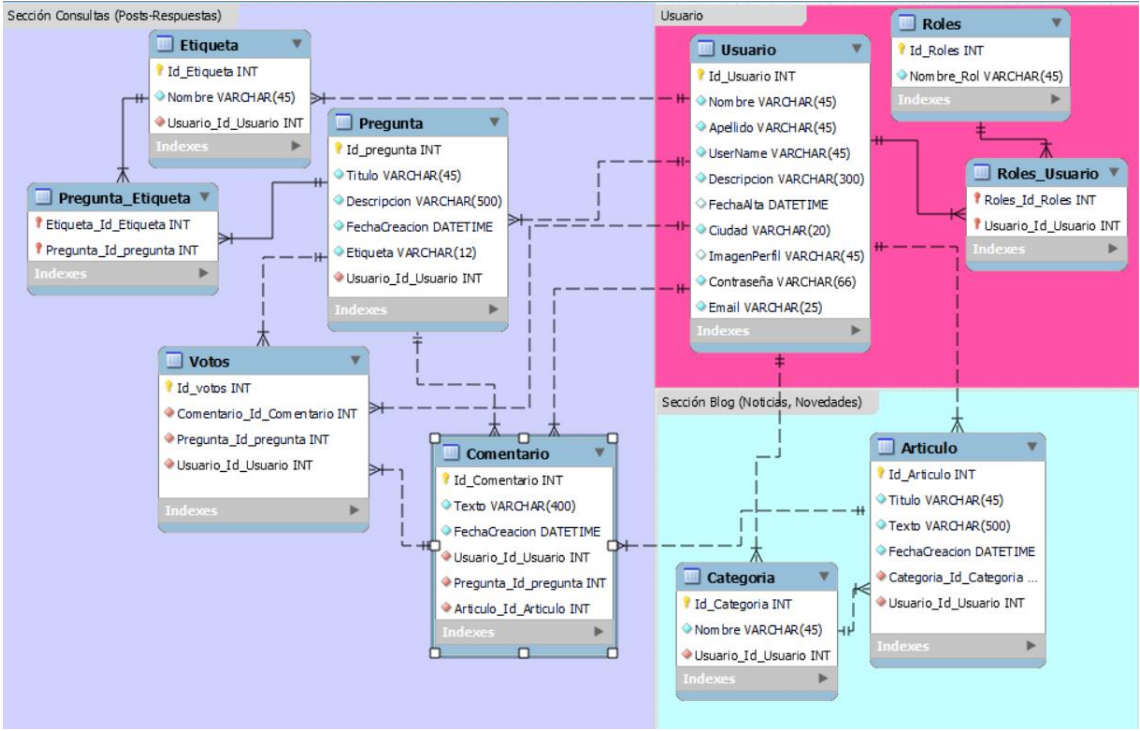 Sección Consultas (Posts-Respuestas)
Etiqueta
Id_Etiqueta INT
Nombre VARCHAR(45)
Usuario_Id_Usuario INT
Indexes
Pregunta_Etiqueta
Etiqueta_Id_Etiqueta INT
Pregunta_Id_pregunta INT
Indexes
Pregunta
Id_pregunta INT
Titulo VARCHAR(45)
Descripcion VARCHAR(500)
FechaCreacion DATETIME
Etiqueta VARCHAR(12)
Usuario_Id_Usuario INT
Indexes
Votos
Id_votos INT
Comentario_Id_Comentario INT
Pregunta_Id_pregunta INT
Usuario_Id_Usuario INT
Indexes
Comentario
Id_Comentario INT
Texto VARCHAR(400)
FechaCreacion DATETIME
Usuario_Id_Usuario INT
Pregunta_Id_pregunta INT
Articulo_Id_Articulo INT
Indexes
Usuario
Usuario
Id_Usuario INT
Nombre VARCHAR(45)
Apellido VARCHAR(45)
UserName VARCHAR(45)
Descripcion VARCHAR(300)
FechaAlta DATETIME
Ciudad VARCHAR(20)
ImagenPerfil VARCHAR(45)
Contraseña VARCHAR(66)
Email VARCHAR(25)
Indexes
Roles
Id_Roles INT
Nombre_Rol VARCHAR(45)
Indexes
Roles_Usuario
Roles_Id_Roles INT
Usuario_Id_Usuario INT
Indexes
Sección Blog (Noticias, Novedades)
Categoria
Id_Categoria INT
Nombre VARCHAR(45)
Usuario_Id_Usuario INT
Indexes
Articulo
Id_Articulo INT
Titulo VARCHAR(45)
Texto VARCHAR(500)
FechaCreacion DATETIME
Categoria_Id_Categoria ...
Usuario_Id_Usuario INT
Indexes